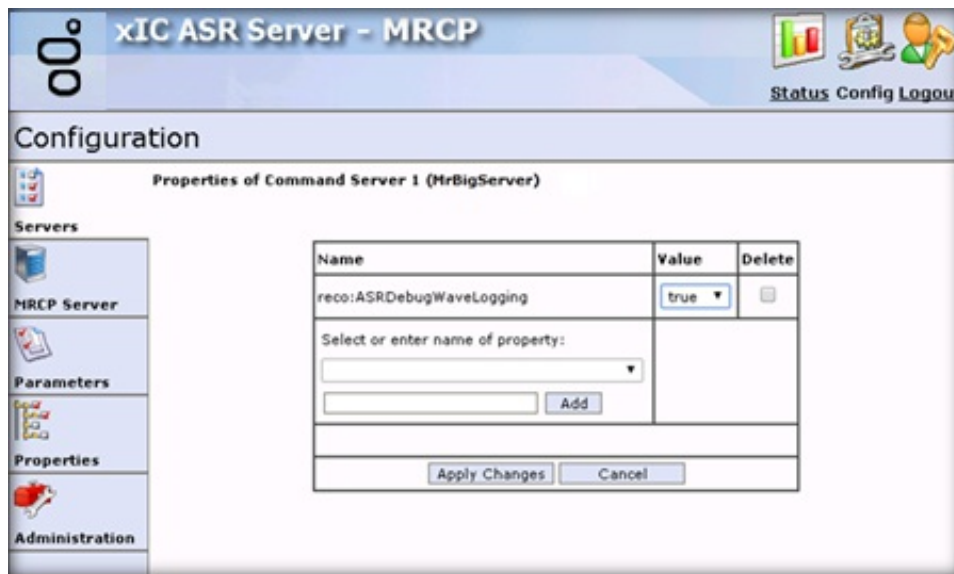 xIC ASR Server - MRCP
Status Config Logou
Configuration
Properties of Command Server 1 (MrBigServer)
Servers
MRCP Server
Parameters
Properties
Administration
Name Value Delete
reco:ASRDebugWaveLogging true
Select or enter name of property:
Add
Apply Changes Cancel